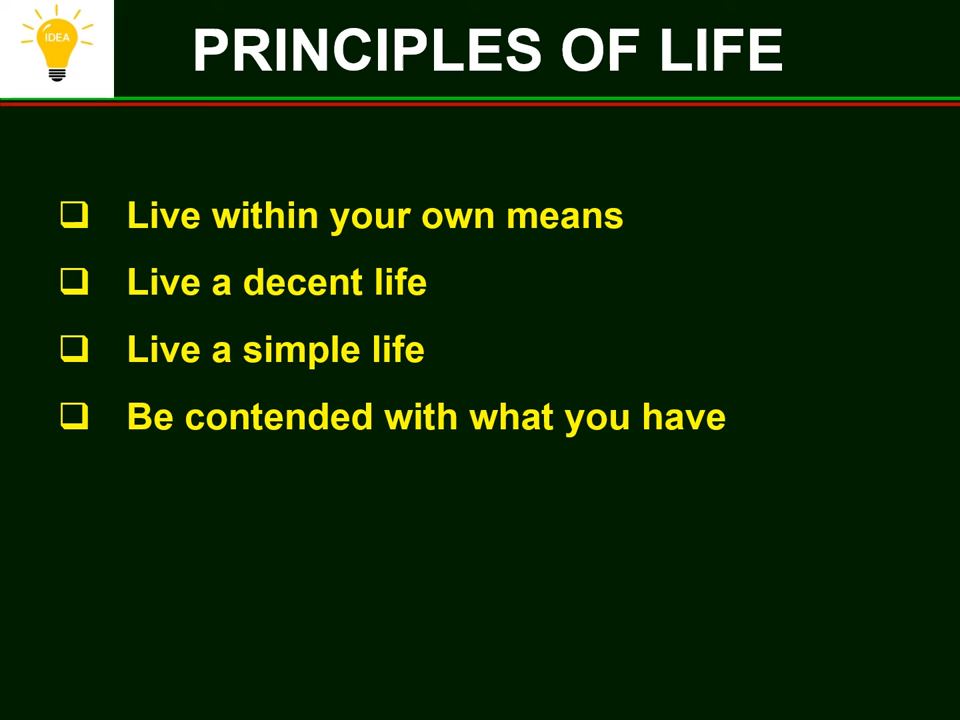 IDEA
PRINCIPLES OF LIFE
Live within your own means
Live a decent life
Live a simple life
Be contended with what you have